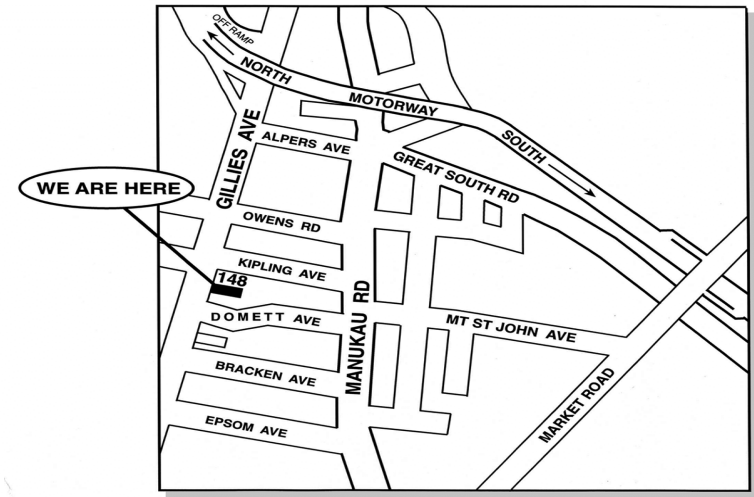 OFF RAMP
NORTH
MOTORWAY
SOUTH
GILLIES AVE
ALPERS AVE
GREAT SOUTH RD
WE ARE HERE
OWENS RD
KIPLING AVE
148
DOMETT AVE
MANUKAU RD
MT ST JOHN AVE
BRACKEN AVE
MARKET ROAD
EPSOM AVE